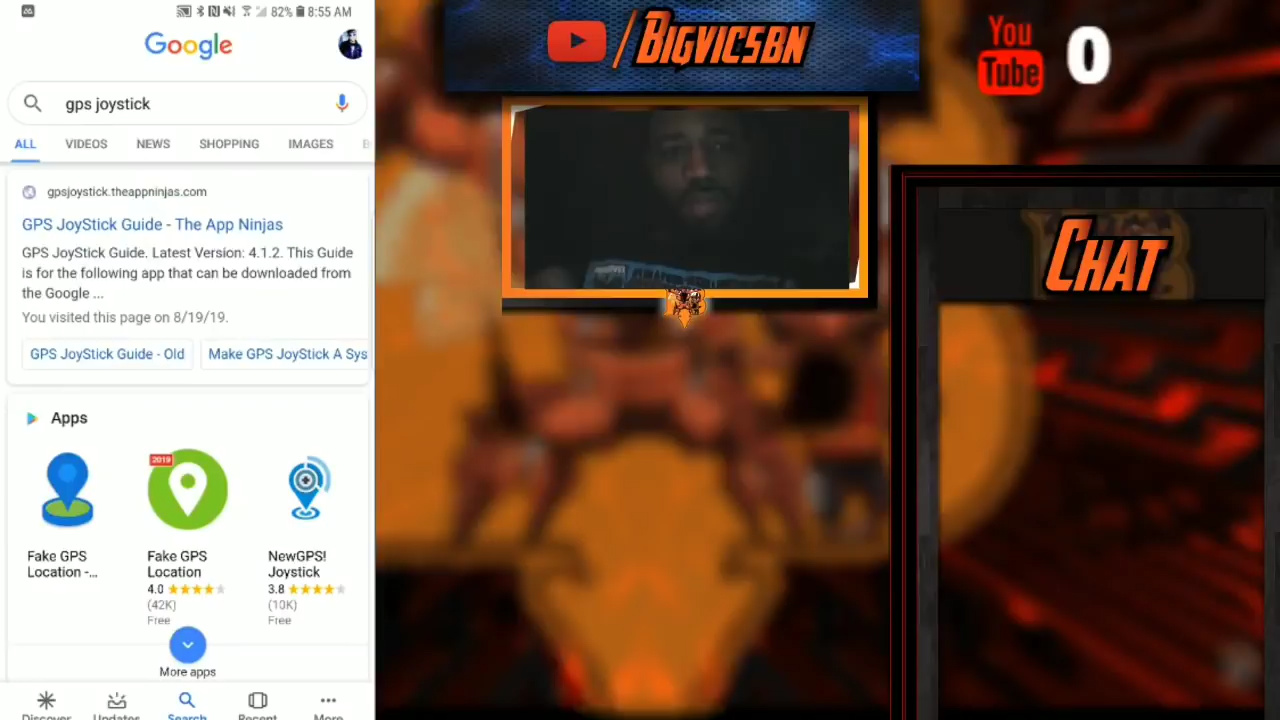 82% 8:55 AM
Google
gps joystick
ALL VIDEOS NEWS SHOPPING IMAGES
gpsjoystick.theappninjas.com
GPS JoyStick Guide - The App Ninjas
GPS JoyStick Guide. Latest Version: 4.1.2. This Guide
is for the following app that can be downloaded from
the Google ...
You visited this page on 8/19/19.
GPS JoyStick Guide - Old
Make GPS JoyStick A Sys
Apps
2019
Fake GPS
Location -...
Fake GPS
Location
4.0
(42K)
Free
NewGPS!
Joystick
3.8
(10K)
Free
More apps
Discover Updates Search Recent More
/BIGVICSBN
You
Tube
0
CHAT